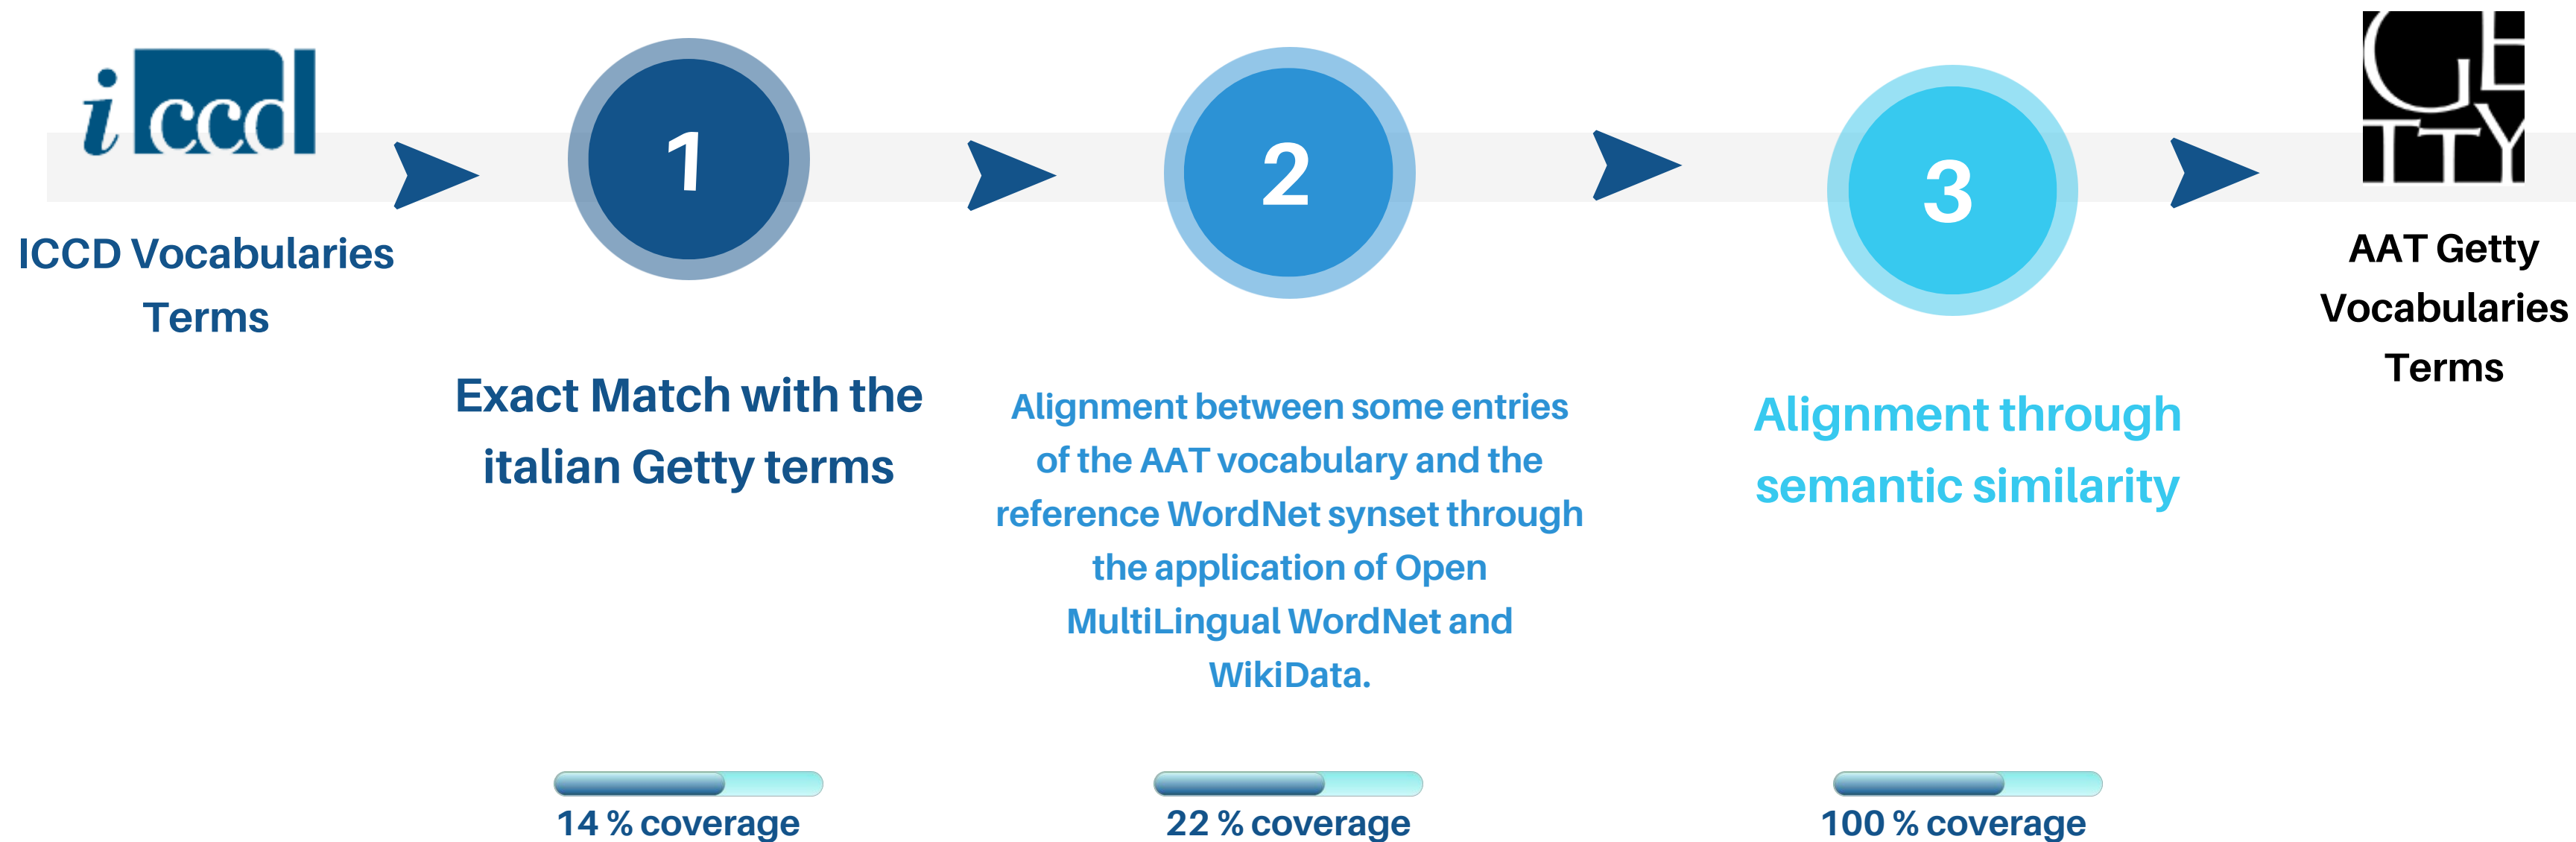 iccd
GE
TTY
1
2
3
ICCD Vocabularies
Terms
AAT Getty
Vocabularies
Terms
Exact Match with the
italian Getty terms
Alignment between some entries
of the AAT vocabulary and the
reference WordNet synset through
the application of Open
MultiLingual WordNet and
WikiData.
Alignment through
semantic similarity
14 % coverage
22 % coverage
100 % coverage